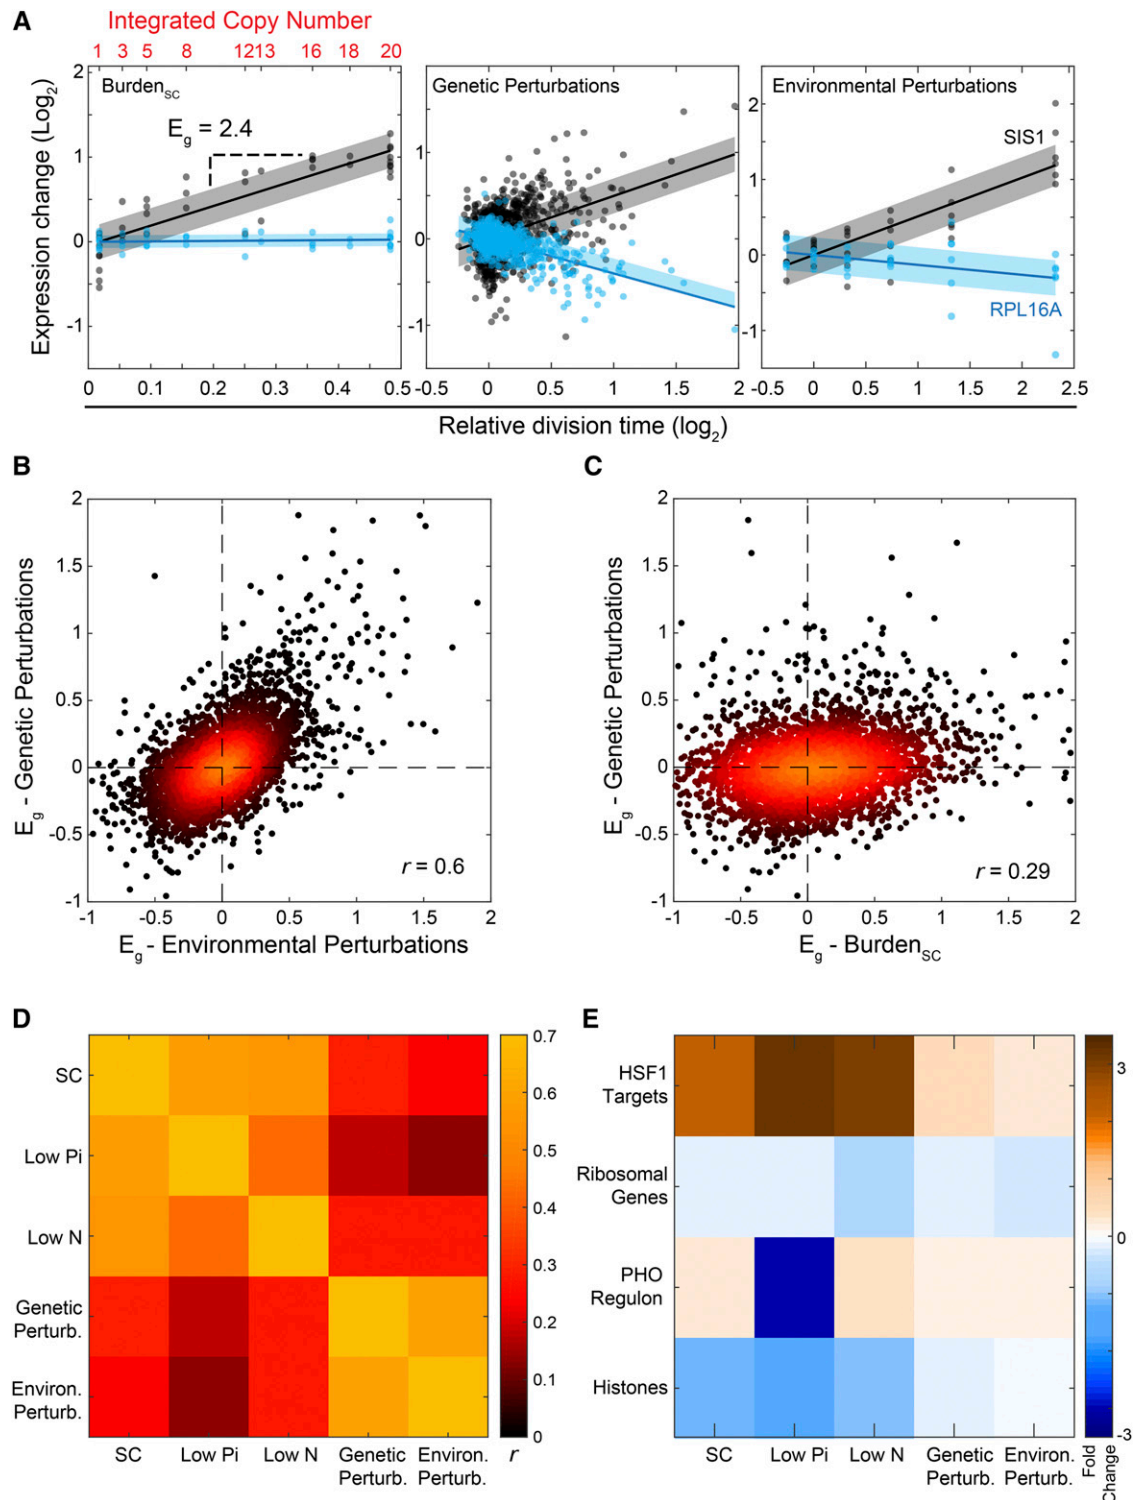 A
Integrated Copy Number
1 3 5 8 12 13 16 18 20
Expression change (Log2)
2
1
0
-1
Burden_SC
E_g = 2.4
0 0.1 0.2 0.3 0.4 0.5
1
0
-1
Genetic Perturbations
-0.5 0 0.5 1 1.5 2
2
1
0
-1
Environmental Perturbations
SIS1
RPL16A
-0.5 0 0.5 1 1.5 2 2.5
Relative division time (log2)
B
E_g - Genetic Perturbations
2
1.5
1
0.5
0
-0.5
-1
r = 0.6
-1 -0.5 0 0.5 1 1.5 2
E_g - Environmental Perturbations
C
E_g - Genetic Perturbations
2
1.5
1
0.5
0
-0.5
-1
r = 0.29
-1 -0.5 0 0.5 1 1.5 2
E_g - Burden_SC
D
SC
Low Pi
Low N
Genetic
Perturb.
Environ.
Perturb.
SC Low Pi Low N Genetic Perturb. Environ. Perturb.
0.7
0.6
0.5
0.4
0.3
0.2
0.1
0
r
E
HSF1
Targets
Ribosomal
Genes
PHO
Regulon
Histones
SC Low Pi Low N Genetic Perturb. Environ. Perturb.
3
0
-3
Fold
Change